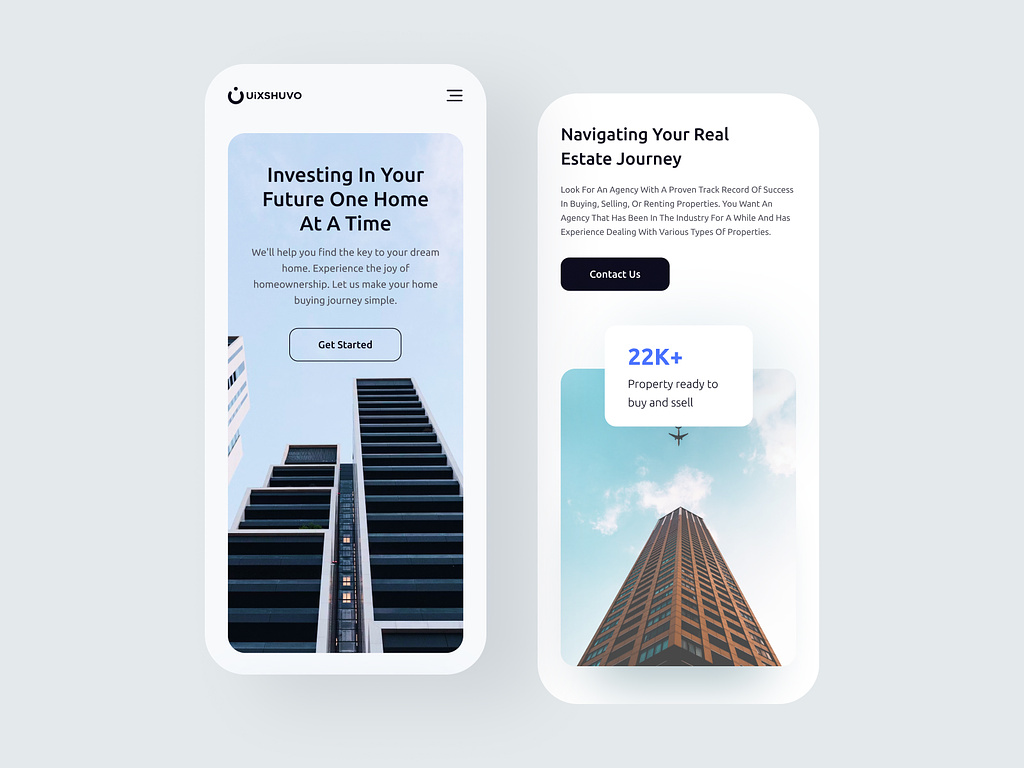 UiXSHUVO
Investing In Your
Future One Home
At A Time
We'll help you find the key to your dream
home. Experience the joy of
homeownership. Let us make your home
buying journey simple.
Get Started
Navigating Your Real
Estate Journey
Look For An Agency With A Proven Track Record Of Success
In Buying, Selling, Or Renting Properties. You Want An
Agency That Has Been In The Industry For A While And Has
Experience Dealing With Various Types Of Properties.
Contact Us
22K+
Property ready to
buy and ssell